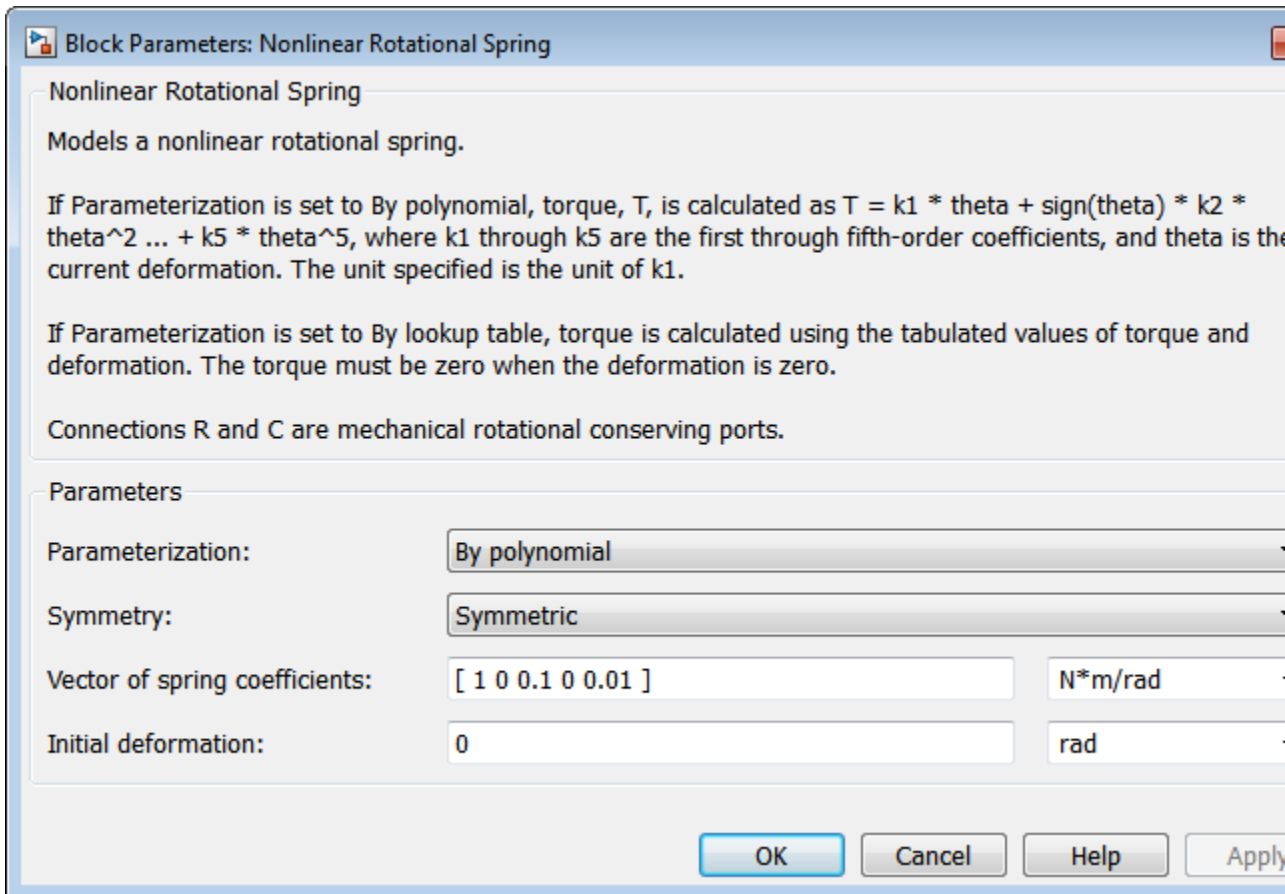 Block Parameters: Nonlinear Rotational Spring
Nonlinear Rotational Spring
Models a nonlinear rotational spring.
If Parameterization is set to By polynomial, torque, T, is calculated as T = k1 * theta + sign(theta) * k2 *
theta^2 ... + k5 * theta^5, where k1 through k5 are the first through fifth-order coefficients, and theta is the
current deformation. The unit specified is the unit of k1.
If Parameterization is set to By lookup table, torque is calculated using the tabulated values of torque and
deformation. The torque must be zero when the deformation is zero.
Connections R and C are mechanical rotational conserving ports.
Parameters
Parameterization: By polynomial
Symmetry: Symmetric
Vector of spring coefficients: [ 1 0 0.1 0 0.01 ] N*m/rad
Initial deformation: 0 rad
OK Cancel Help Apply